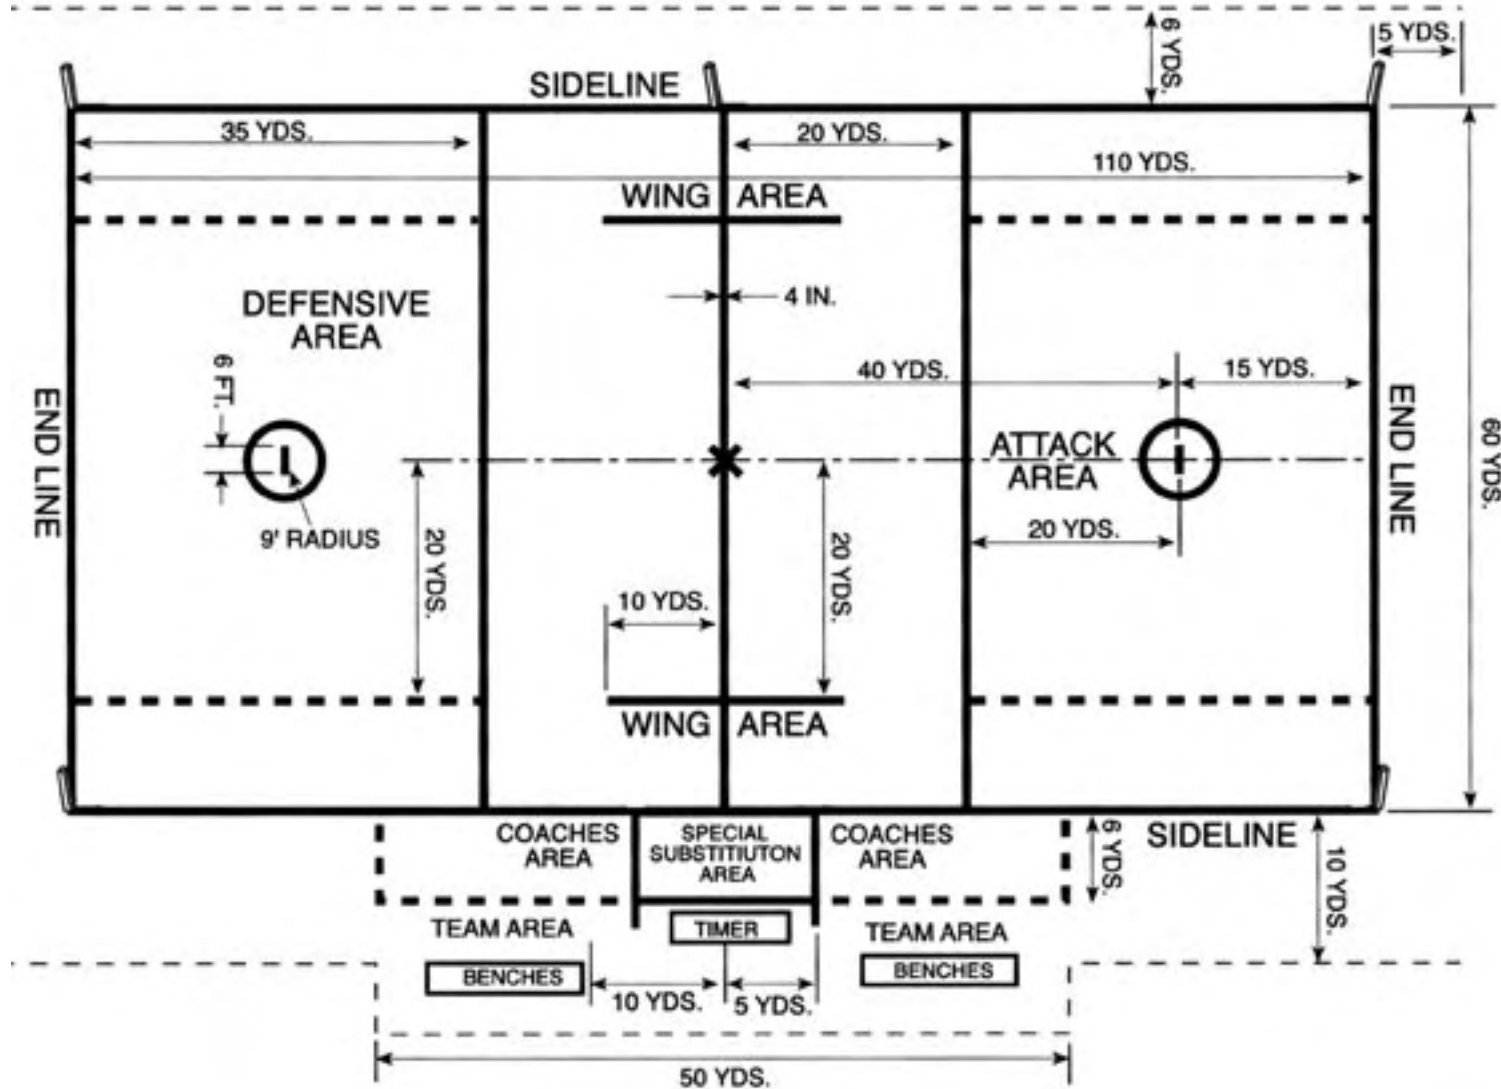 6 YDS.
5 YDS.
SIDELINE
35 YDS.
20 YDS.
110 YDS.
WING AREA
DEFENSIVE
AREA
4 IN.
6 FT.
40 YDS.
15 YDS.
END LINE
END LINE
60 YDS.
ATTACK
AREA
9' RADIUS
20 YDS.
20 YDS.
20 YDS.
10 YDS.
WING AREA
COACHES
AREA
SPECIAL
SUBSTITIUTON
AREA
COACHES
AREA
6 YDS.
SIDELINE
10 YDS.
TEAM AREA
TIMER
TEAM AREA
BENCHES
BENCHES
10 YDS.
5 YDS.
50 YDS.